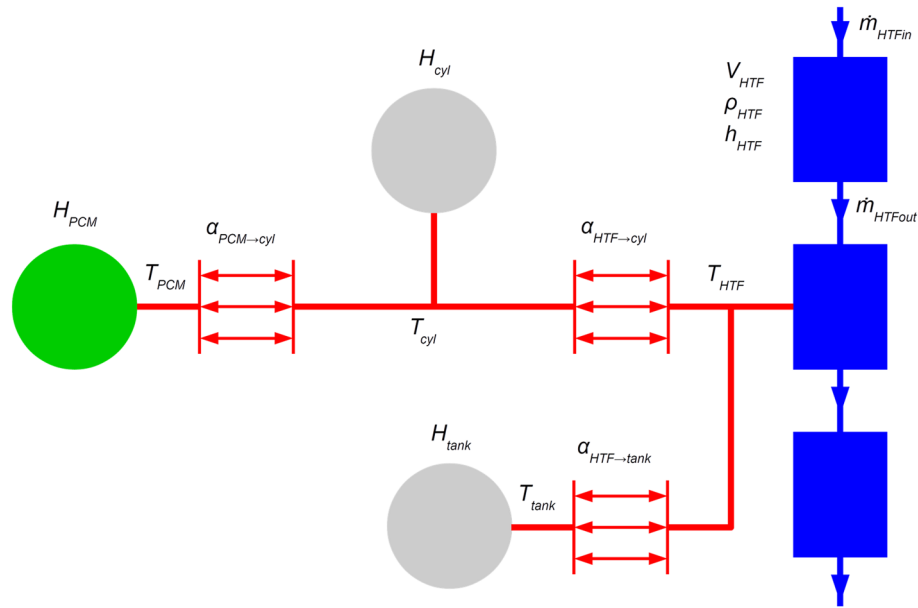 ṁHTFin
Hcyl
VHTF
ρHTF
hHTF
HPCM
αPCM→cyl
αHTF→cyl
ṁHTFout
TPCM
THTF
Tcyl
Htank
αHTF→tank
Ttank